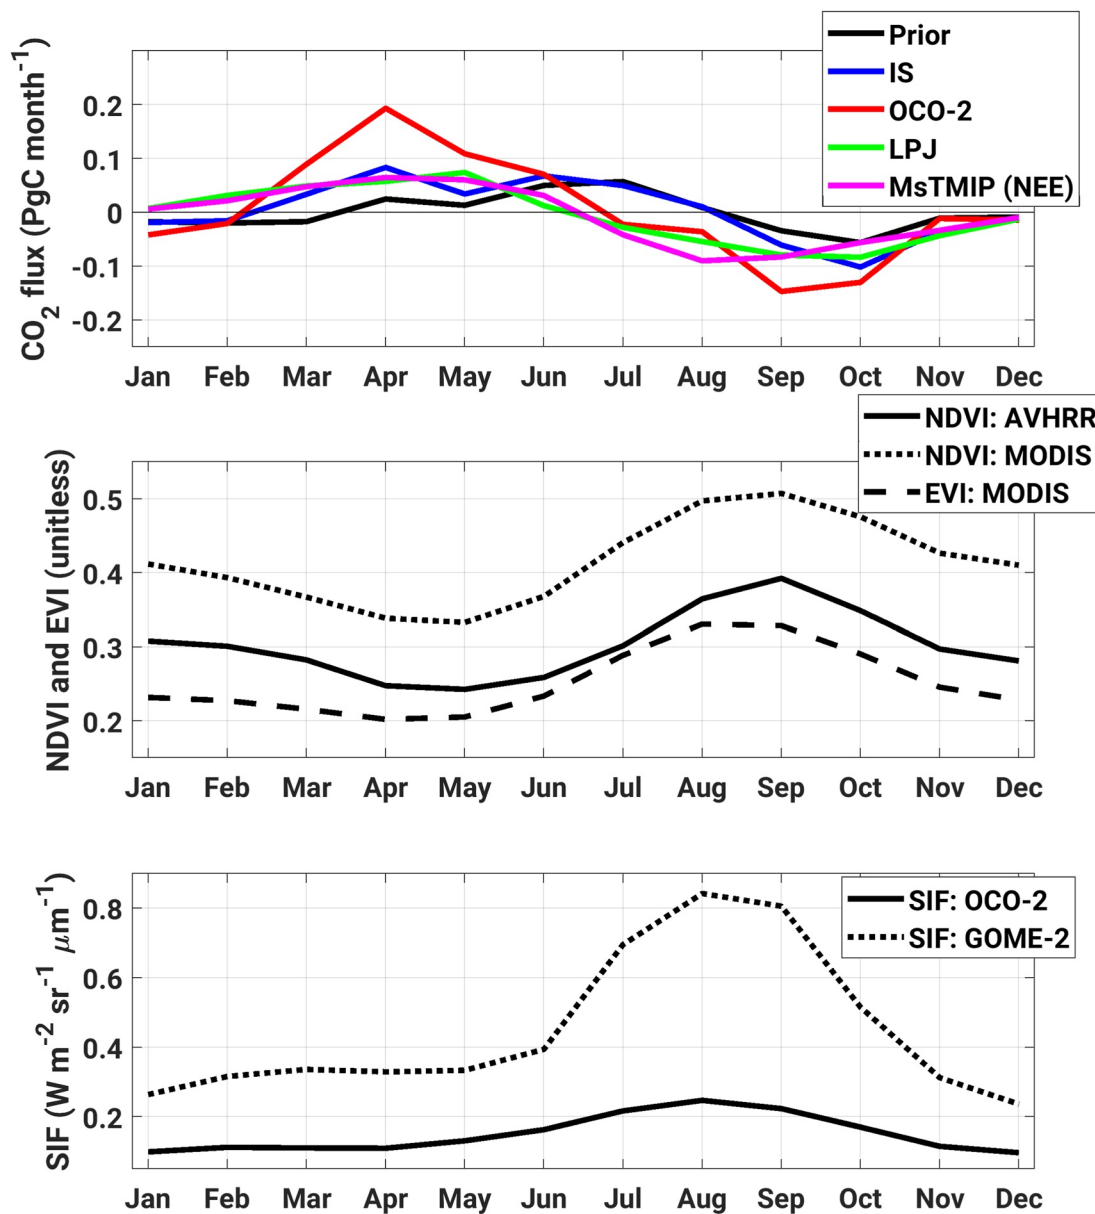 Prior
IS
OCO-2
LPJ
MsTMIP (NEE)
CO2 flux (PgC month-1)
0.2
0.1
0
-0.1
-0.2
Jan Feb Mar Apr May Jun Jul Aug Sep Oct Nov Dec
NDVI: AVHRR
NDVI: MODIS
EVI: MODIS
NDVI and EVI (unitless)
0.5
0.4
0.3
0.2
Jan Feb Mar Apr May Jun Jul Aug Sep Oct Nov Dec
SIF: OCO-2
SIF: GOME-2
SIF (W m-2 sr-1 μm-1)
0.8
0.6
0.4
0.2
Jan Feb Mar Apr May Jun Jul Aug Sep Oct Nov Dec